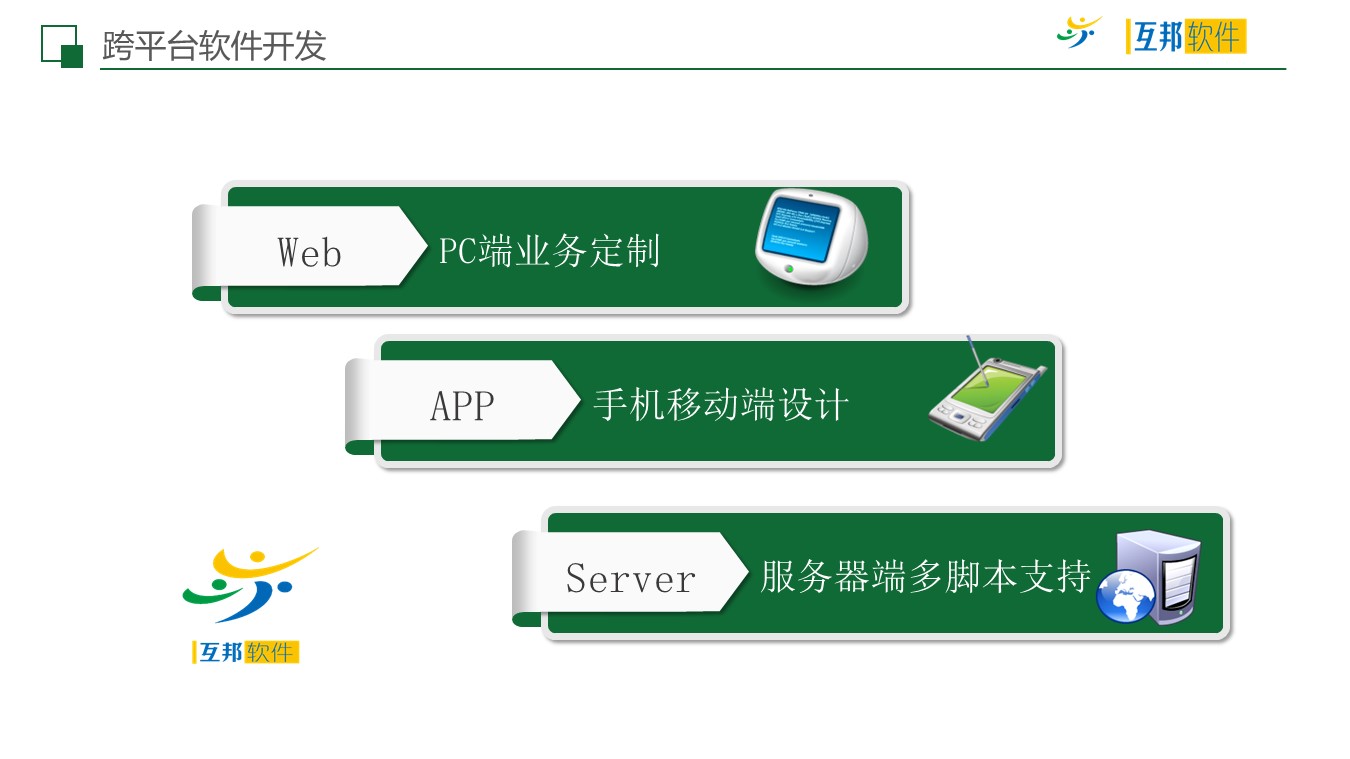 跨平台软件开发
互邦软件
Web
PC端业务定制
APP
手机移动端设计
Server
服务器端多脚本支持
互邦软件